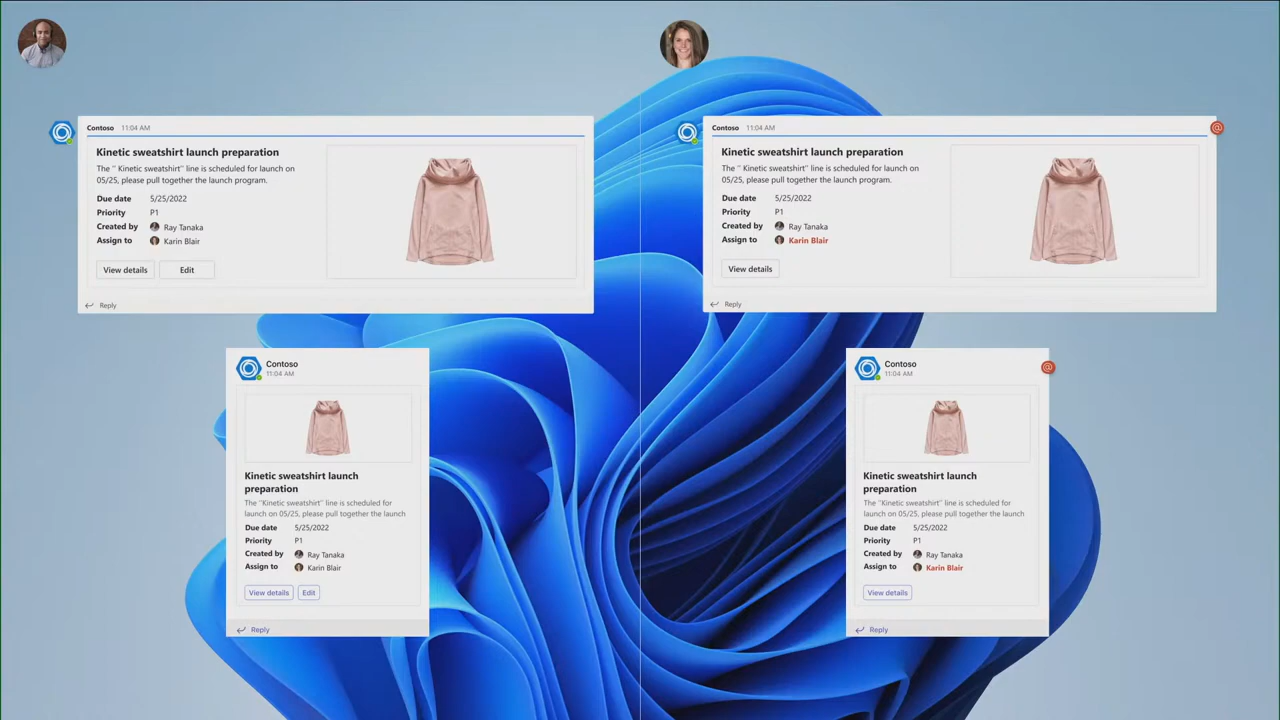 Contoso 11:04 AM
Kinetic sweatshirt launch preparation
The '' Kinetic sweatshirt'' line is scheduled for launch on
05/25, please pull together the launch program.
Due date 5/25/2022
Priority P1
Created by Ray Tanaka
Assign to Karin Blair
View details Edit
Reply
Contoso 11:04 AM
@
Kinetic sweatshirt launch preparation
The '' Kinetic sweatshirt'' line is scheduled for launch on
05/25, please pull together the launch program.
Due date 5/25/2022
Priority P1
Created by Ray Tanaka
Assign to Karin Blair
View details
Reply
Contoso
11:04 AM
Kinetic sweatshirt launch
preparation
The ''Kinetic sweatshirt'' line is scheduled for
launch on 05/25, please pull together the launch
Due date 5/25/2022
Priority P1
Created by Ray Tanaka
Assign to Karin Blair
View details Edit
Reply
Contoso
@
11:04 AM
Kinetic sweatshirt launch
preparation
The ''Kinetic sweatshirt'' line is scheduled for
launch on 05/25, please pull together the launch
Due date 5/25/2022
Priority P1
Created by Ray Tanaka
Assign to Karin Blair
View details
Reply